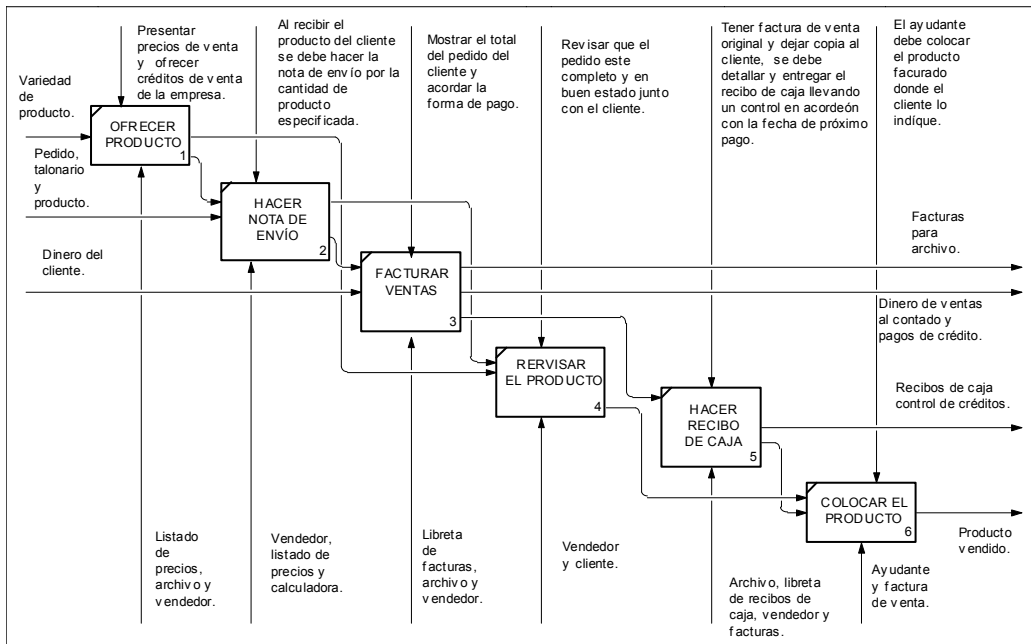 Presentar
precios de venta
y ofrecer
créditos de venta
de la empresa.
Al recibir el
producto del cliente
se debe hacer la
nota de envío por la
cantidad de
producto
especificada.
Mostrar el total
del pedido del
cliente y
acordar la
forma de pago.
Revisar que el
pedido este
completo y en
buen estado junto
con el cliente.
Tener factura de venta
original y dejar copia al
cliente, se debe
detallar y entregar el
recibo de caja llevando
un control en acordeón
con la fecha de próximo
pago.
El ayudante
debe colocar
el producto
facurado
donde el
cliente lo
indíque.
Variedad
de
producto.
OFRECER
PRODUCTO
1
Pedido,
talonario
y
producto.
HACER
NOTA DE
ENVÍO
2
Dinero del
cliente.
FACTURAR
VENTAS
3
Facturas
para
archivo.
Dinero de ventas
al contado y
pagos de crédito.
RERVISAR
EL PRODUCTO
4
HACER
RECIBO
DE CAJA
5
Recibos de caja
control de créditos.
COLOCAR EL
PRODUCTO
6
Producto
vendido.
Listado
de
precios,
archivo y
vendedor.
Vendedor,
listado de
precios y
calculadora.
Libreta
de
facturas,
archivo y
vendedor.
Vendedor
y cliente.
Archivo, libreta
de recibos de
caja, vendedor y
facturas.
Ayudante
y factura
de venta.